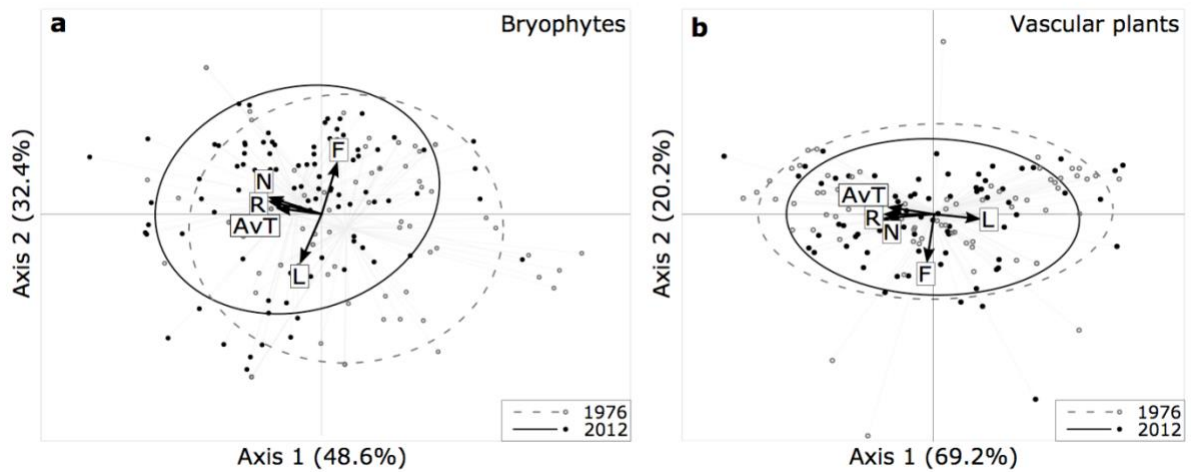 a
Bryophytes
Axis 2 (32.4%)
F
N
R
AvT
L
1976
2012
Axis 1 (48.6%)
b
Vascular plants
Axis 2 (20.2%)
AvT
R
N
L
F
1976
2012
Axis 1 (69.2%)